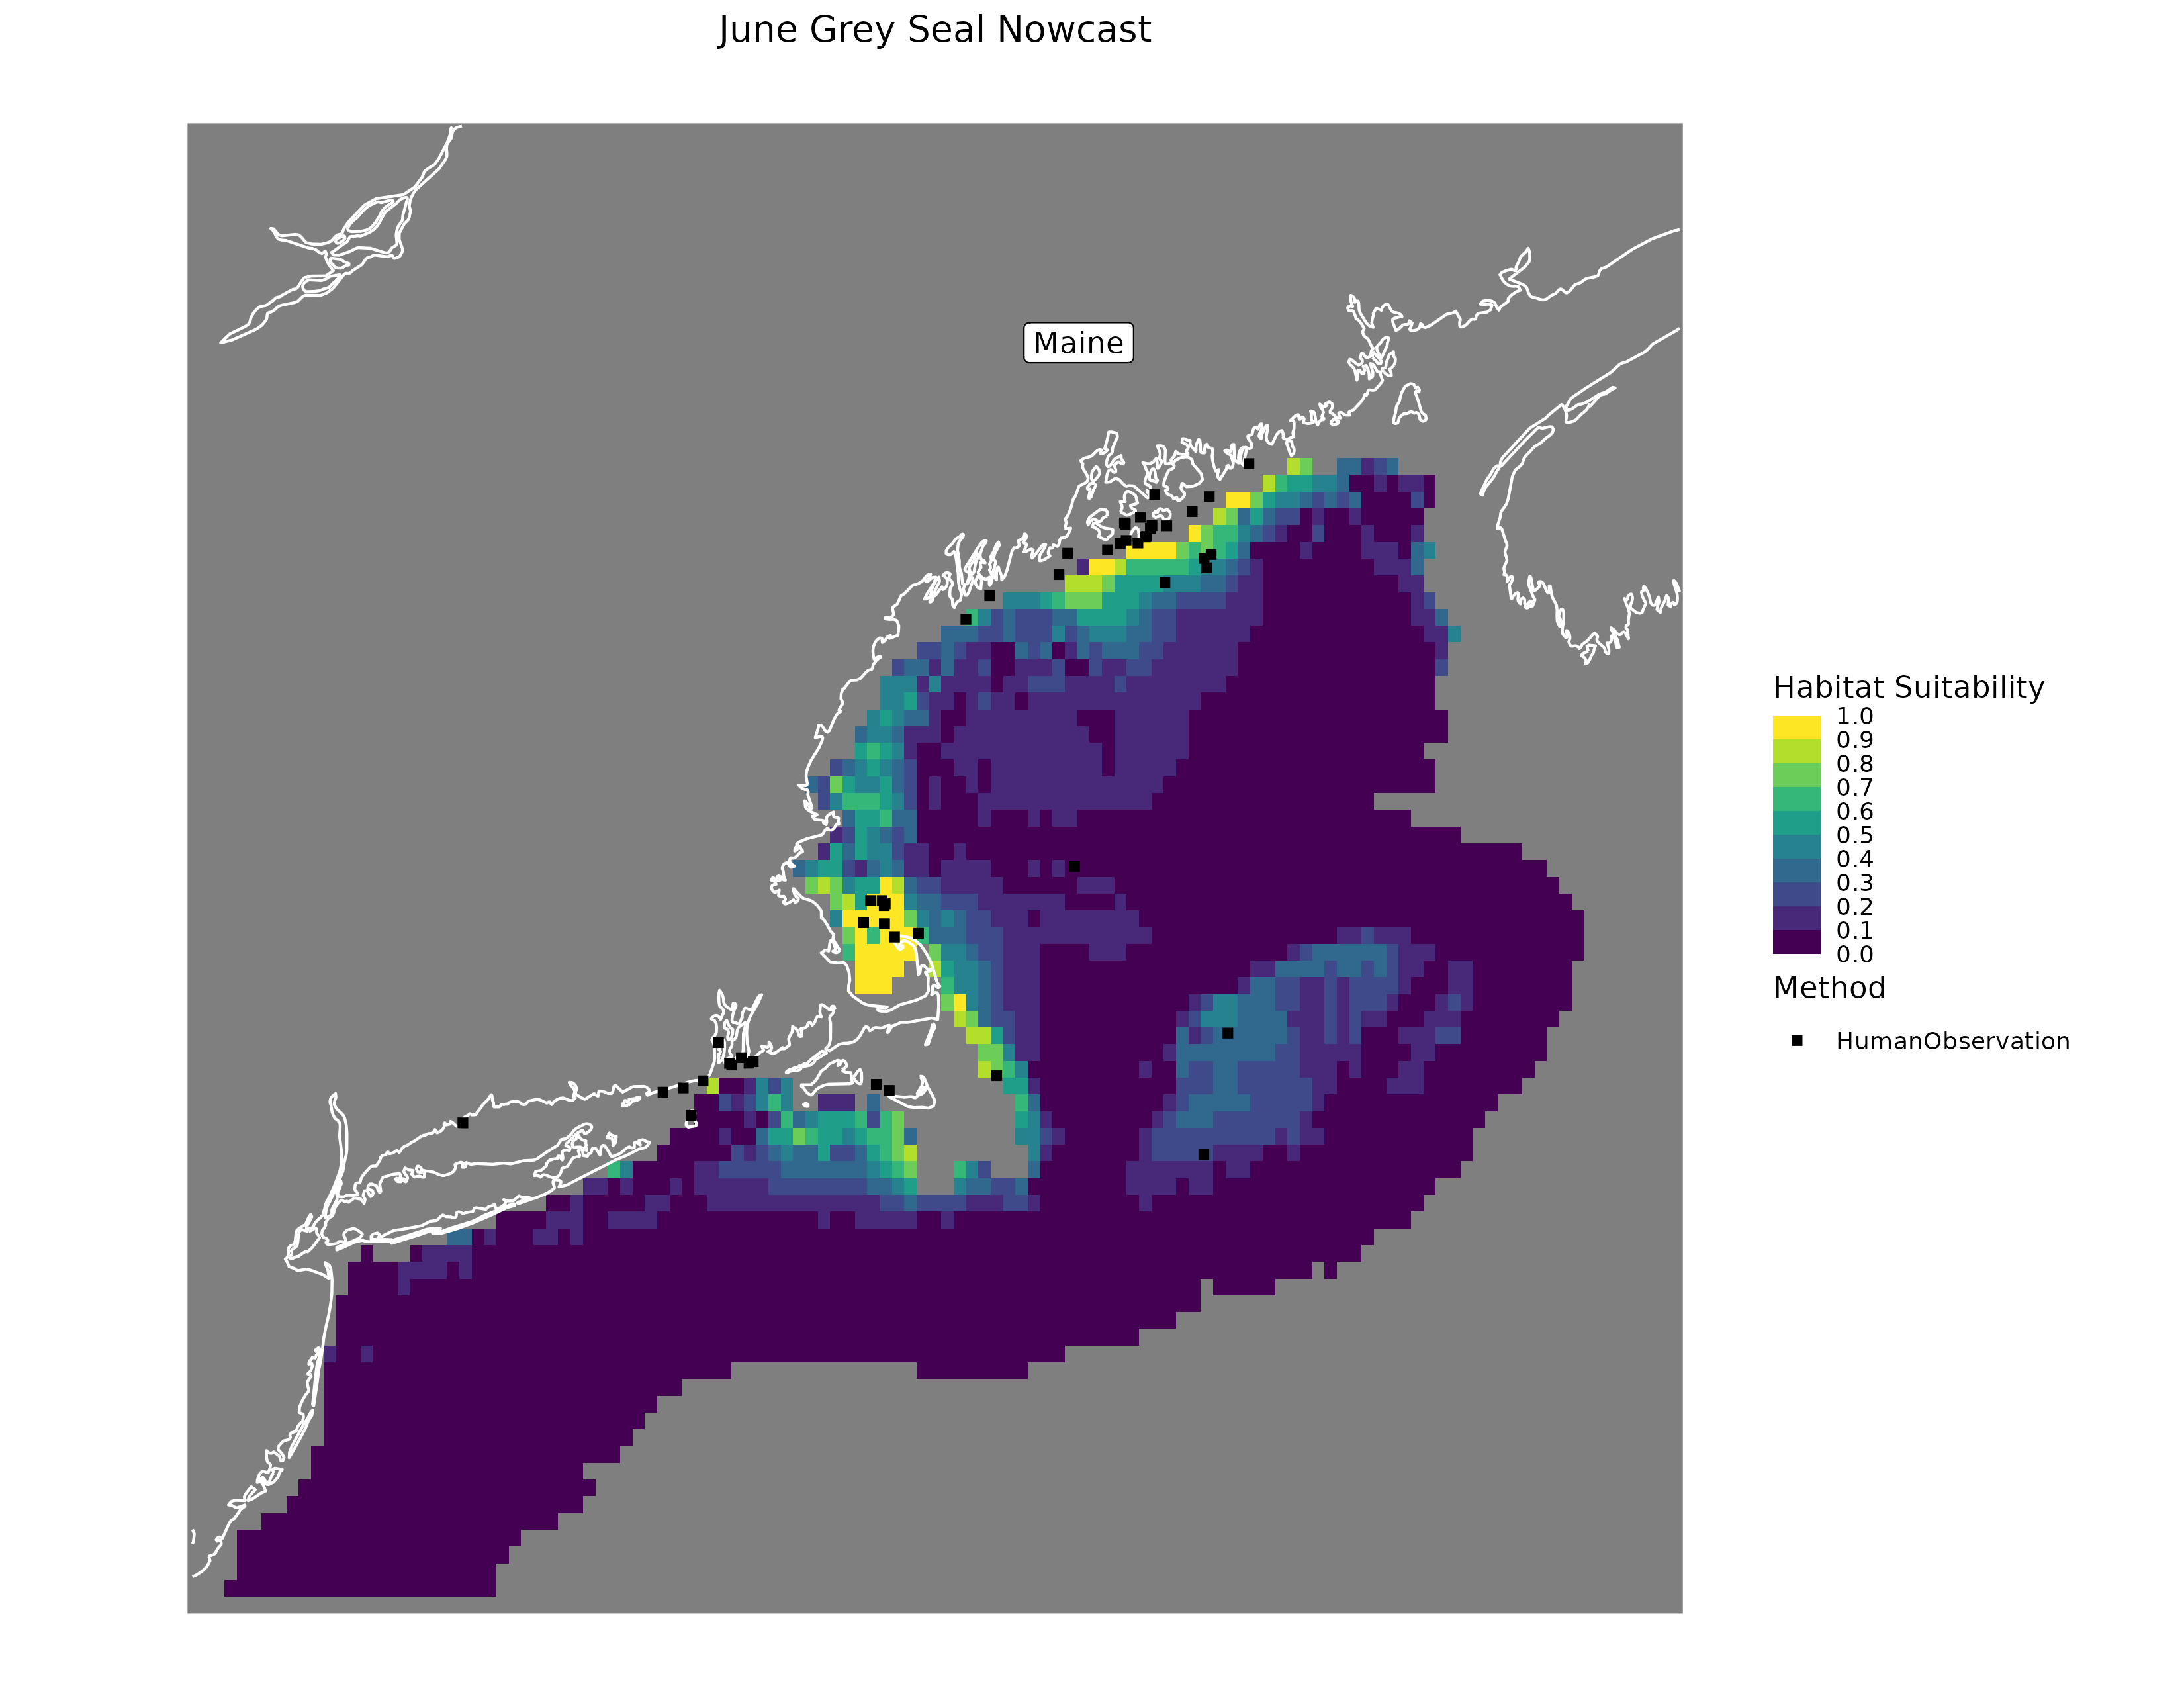 June Grey Seal Nowcast
Maine
Habitat Suitability
1.0
0.9
0.8
0.7
0.6
0.5
0.4
0.3
0.2
0.1
0.0
Method
HumanObservation